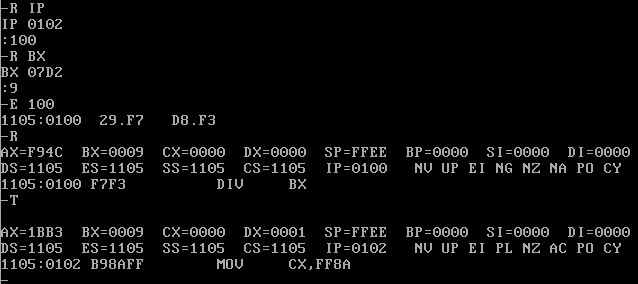 -R IP
IP 0102
:100
-R BX
BX 07D2
:9
-E 100
1105:0100  29.F7   D8.F3
-R
AX=F94C  BX=0009  CX=0000  DX=0000  SP=FFEE  BP=0000  SI=0000  DI=0000
DS=1105  ES=1105  SS=1105  CS=1105  IP=0100   NV UP EI NG NZ NA PO CY
1105:0100 F7F3          DIV     BX
-T
AX=1BB3  BX=0009  CX=0000  DX=0001  SP=FFEE  BP=0000  SI=0000  DI=0000
DS=1105  ES=1105  SS=1105  CS=1105  IP=0102   NV UP EI PL NZ AC PO CY
1105:0102 B98AFF        MOV     CX,FF8A
-